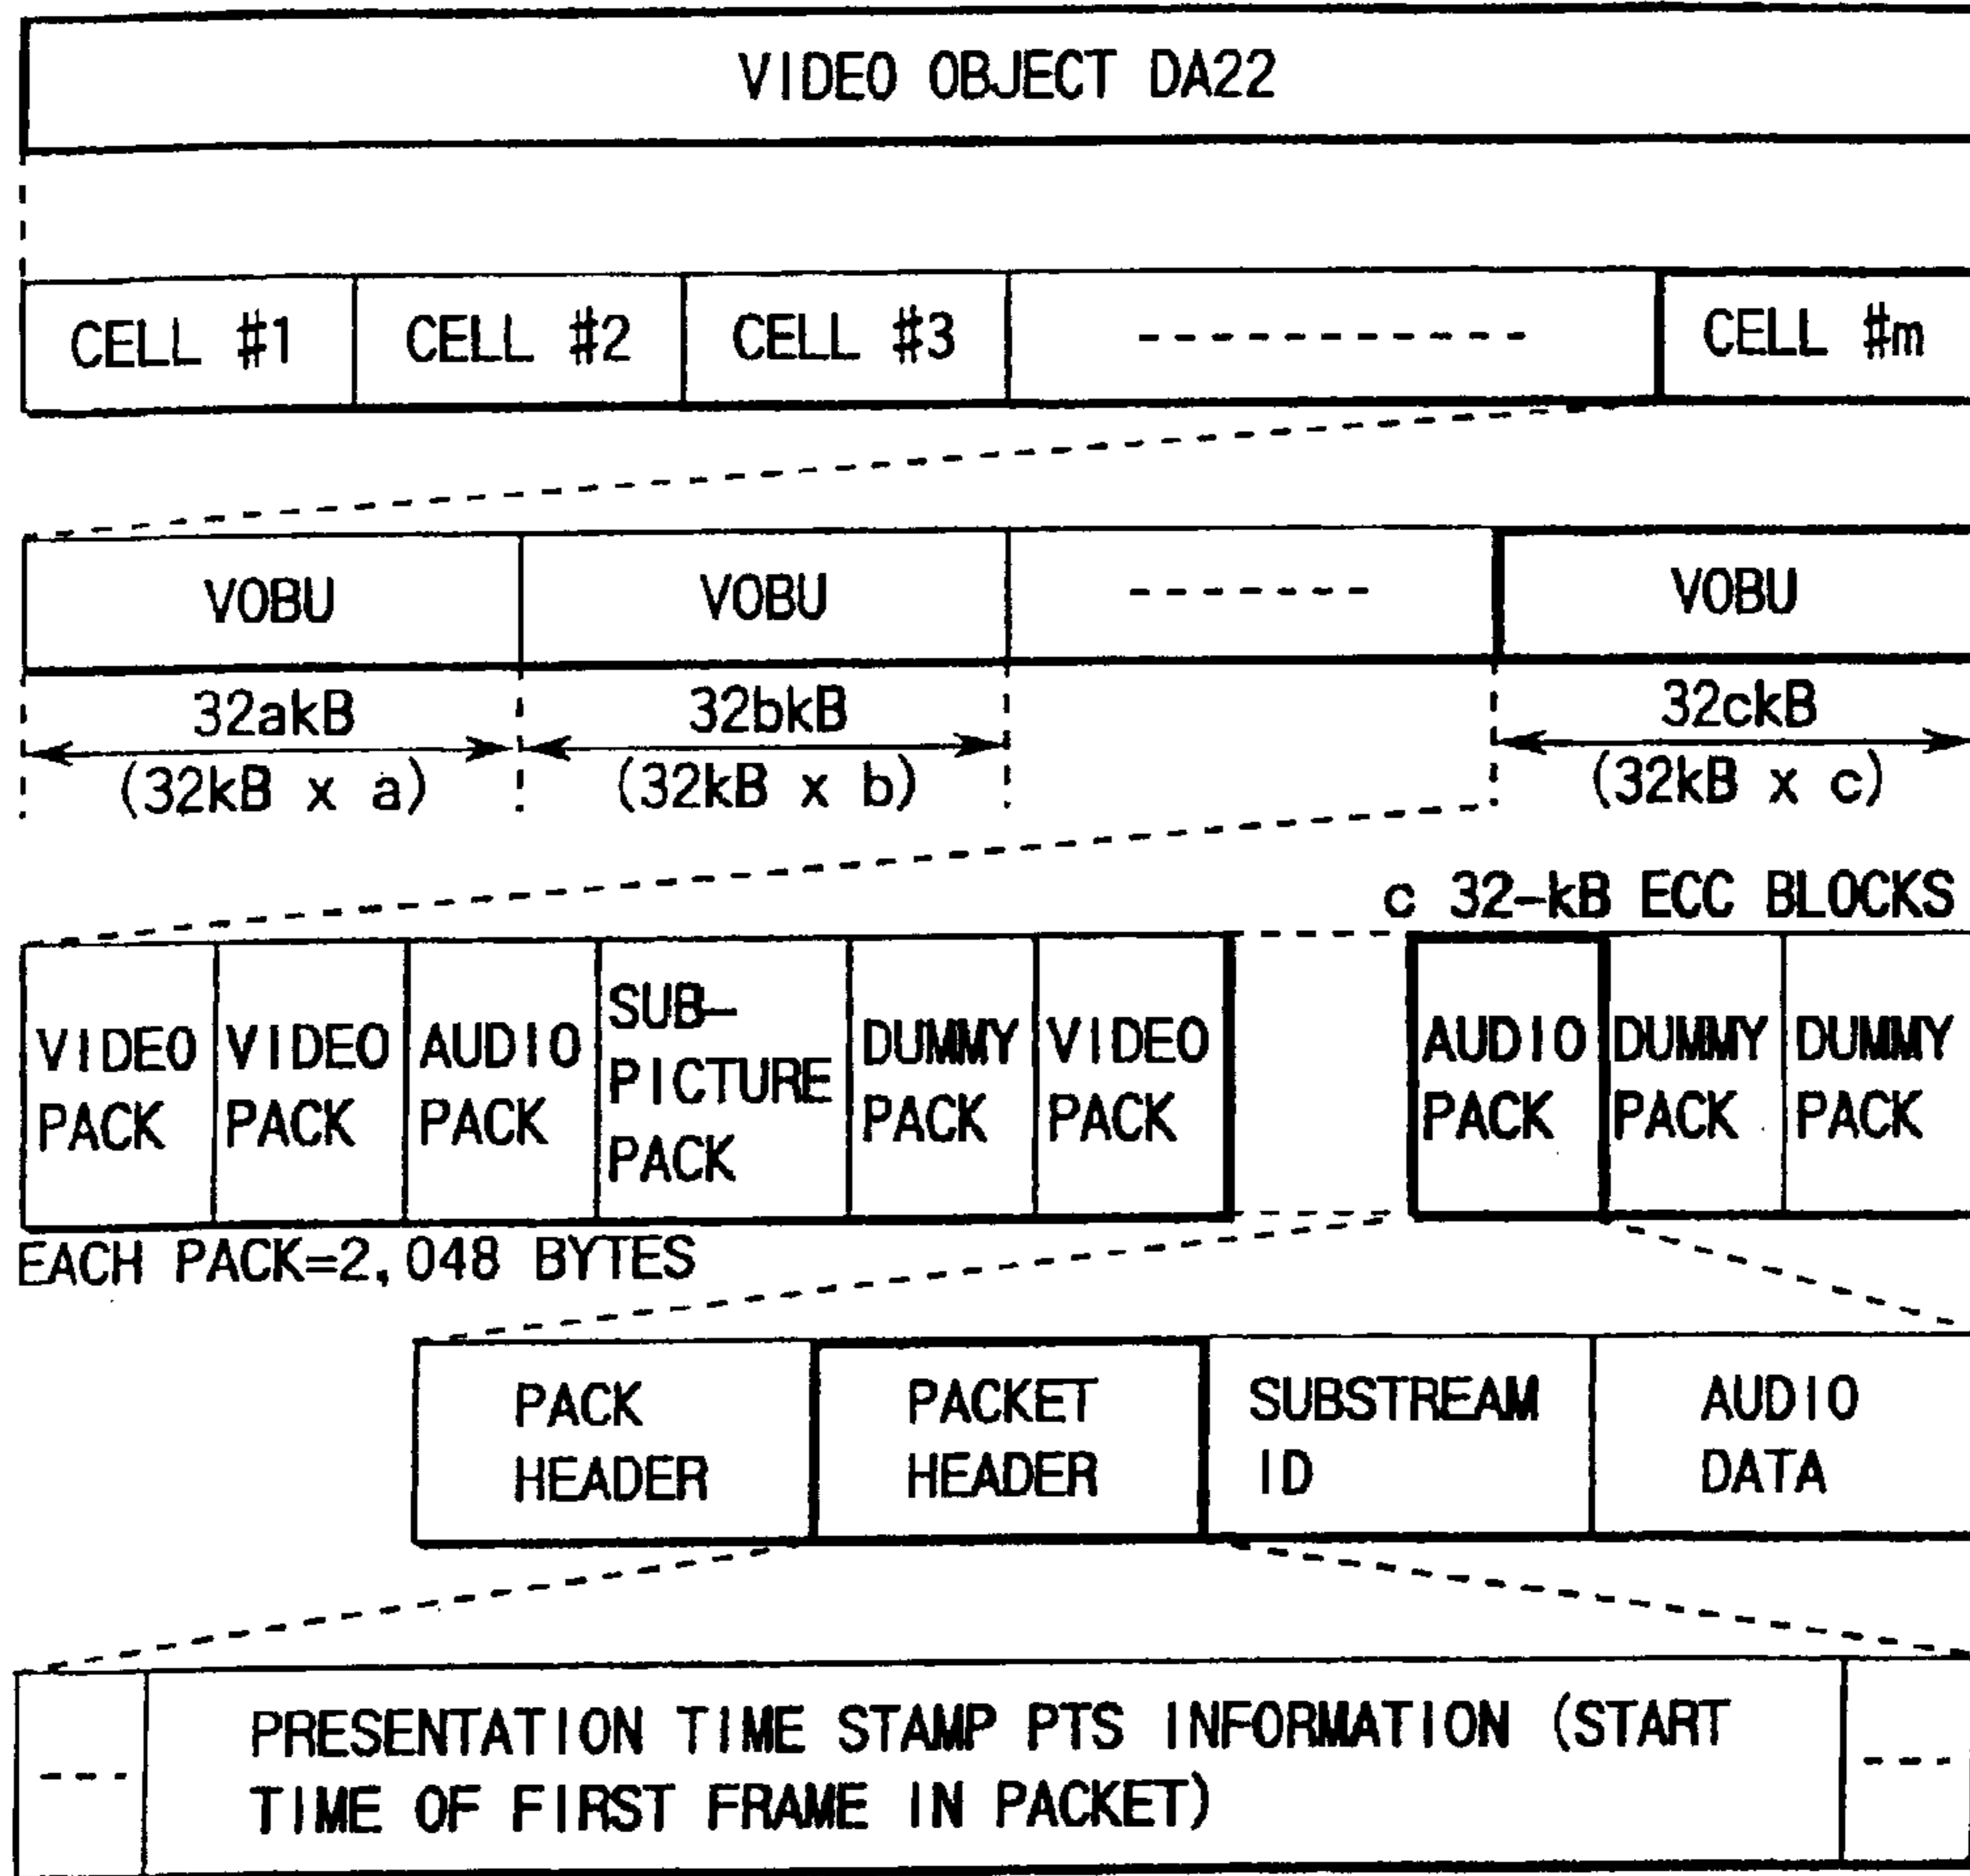 VIDEO OBJECT DA22
CELL #1 CELL #2 CELL #3 ----------- CELL #m
VOBU VOBU ------- VOBU
32akB 32bkB 32ckB
(32kB x a) (32kB x b) (32kB x c)
c 32-kB ECC BLOCKS
VIDEO PACK
VIDEO PACK
AUDIO PACK
SUB-
PICTURE
PACK
DUMMY PACK
VIDEO PACK
AUDIO PACK
DUMMY PACK
DUMMY PACK
EACH PACK=2,048 BYTES
PACK
HEADER
PACKET
HEADER
SUBSTREAM
ID
AUDIO
DATA
--- PRESENTATION TIME STAMP PTS INFORMATION (START
TIME OF FIRST FRAME IN PACKET) ---